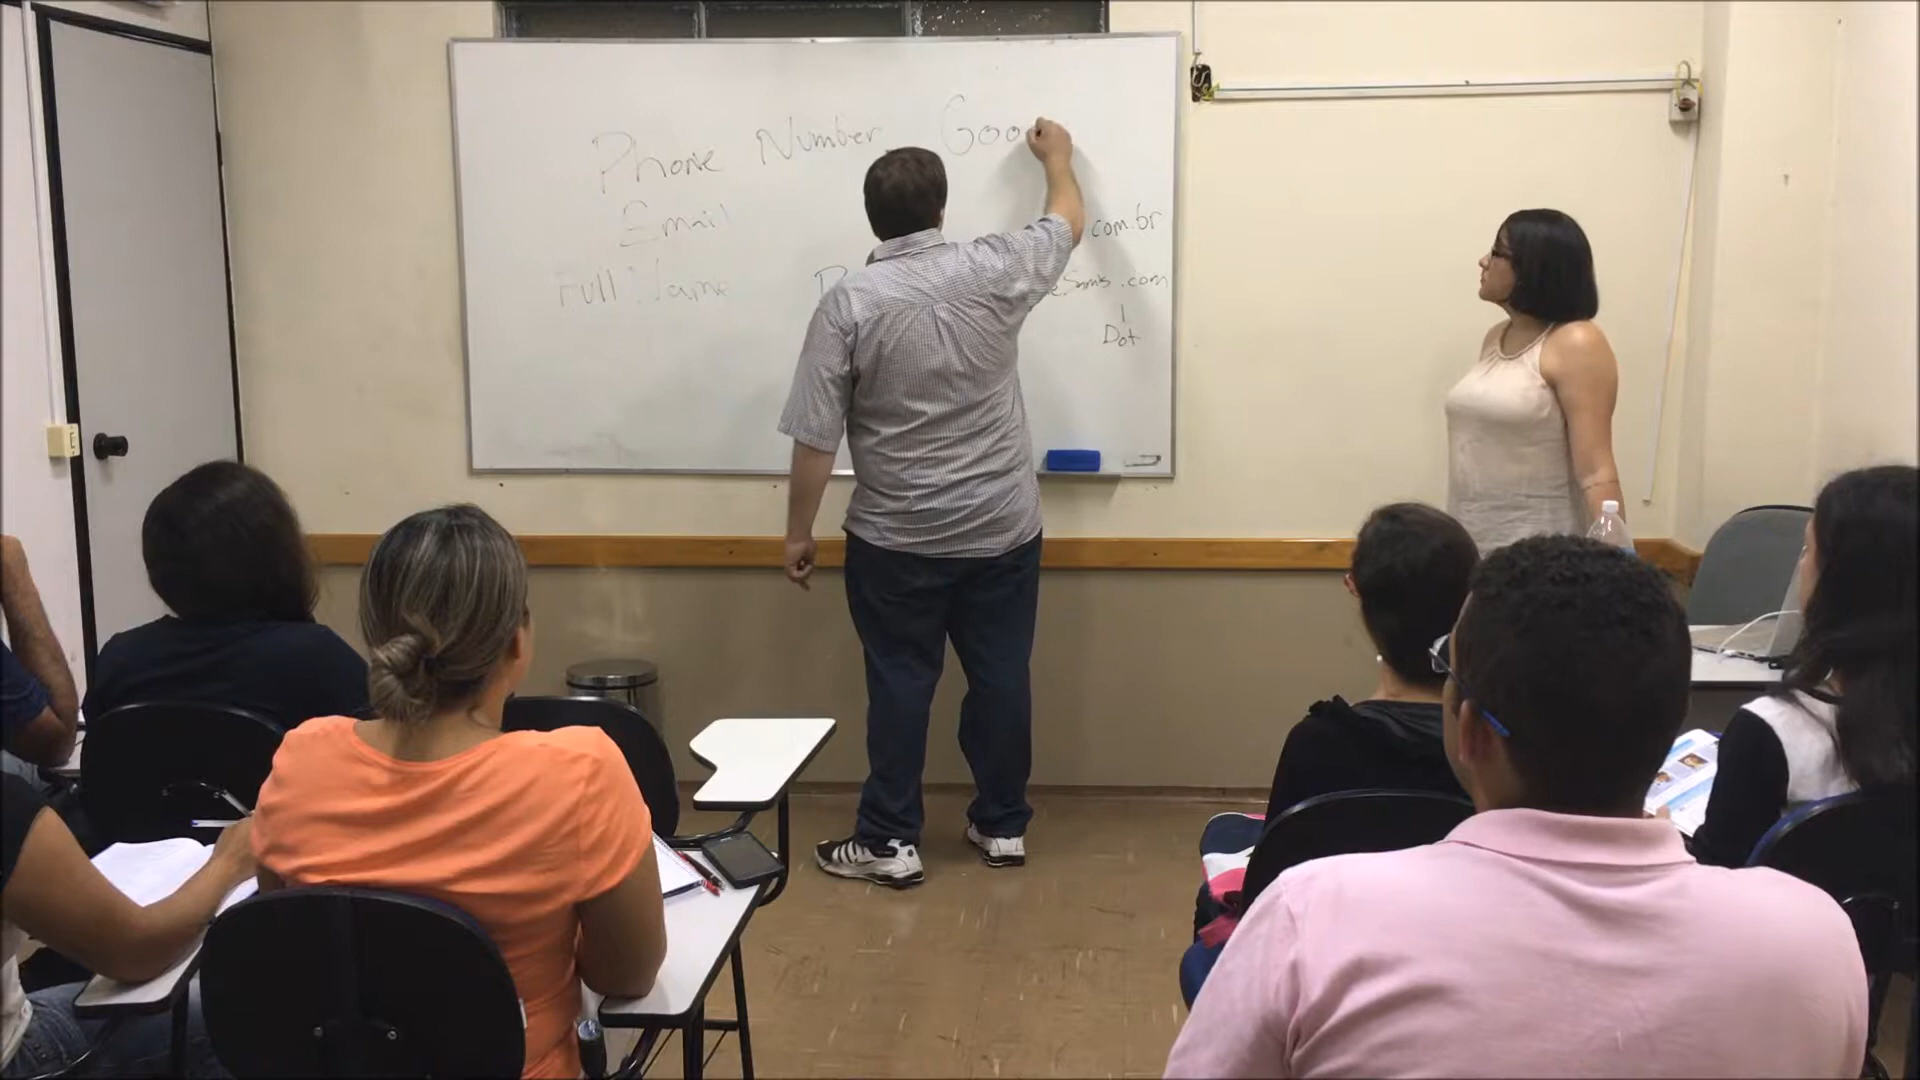 Phone Number Goo
Email com.br
Full Name .com
Dot